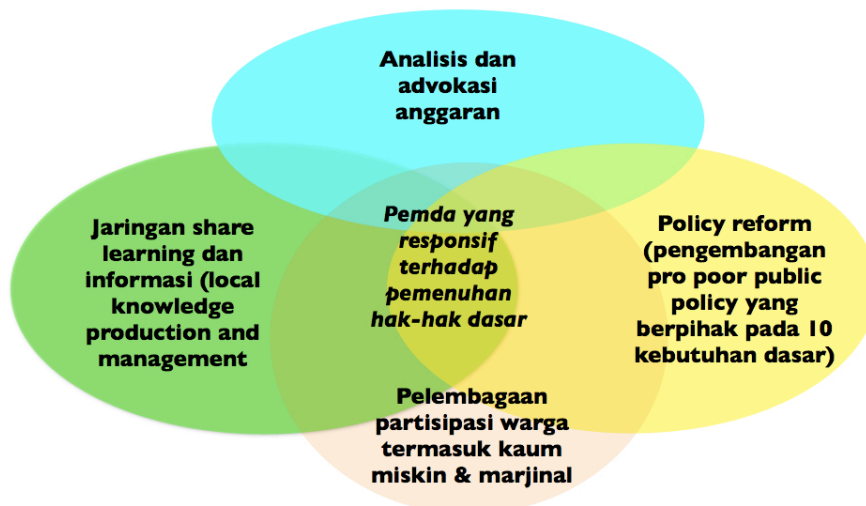 Analisis dan
advokasi
anggaran
Jaringan share
learning dan
informasi (local
knowledge
production and
management
Pemda yang
responsif
terhadap
pemenuhan
hak-hak dasar
Policy reform
(pengembangan
pro poor public
policy yang
berpihak pada 10
kebutuhan dasar)
Pelembagaan
partisipasi warga
termasuk kaum
miskin & marjinal